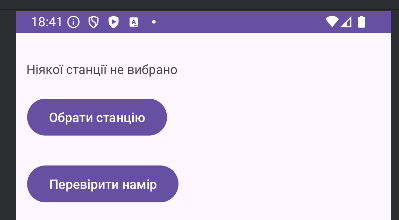 18:41
Ніякої станції не вибрано
Обрати станцію
Перевірити намір